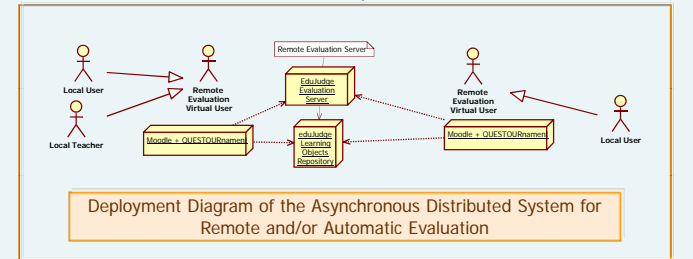 Remote Evaluation Server
Local User
Remote
Evaluation
Virtual User
EduJudge
Evaluation
Server
Remote
Evaluation
Virtual User
Local Teacher
Moodle + QUESTOURnament
eduJudge
Learning
Objects
Repository
Moodle + QUESTOURnament
Local User
Deployment Diagram of the Asynchronous Distributed System for
Remote and/or Automatic Evaluation